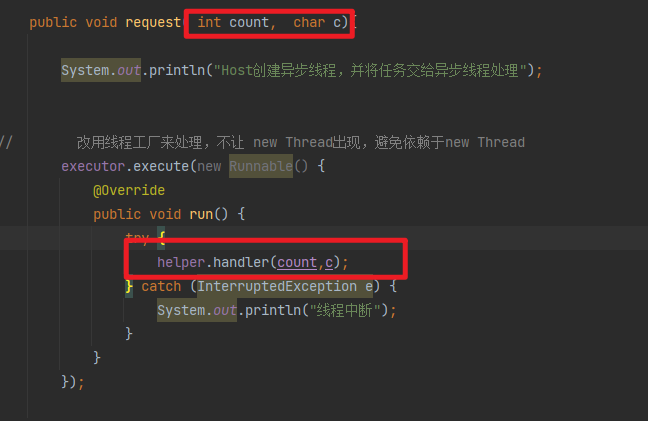 public void request( int count, char c){
System.out.println("Host创建异步线程，并将任务交给异步线程处理");
// 改用线程工厂来处理，不让 new Thread出现，避免依赖于new Thread
executor.execute(new Runnable() {
@Override
public void run() {
try {
helper.handler(count,c);
} catch (InterruptedException e) {
System.out.println("线程中断");
}
}
});